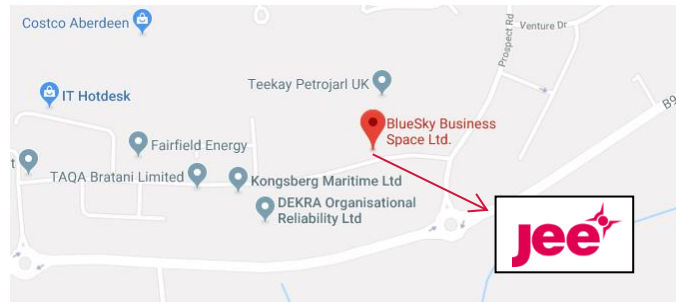 Costco Aberdeen
Venture Dr
Prospect Rd
Teekay Petrojarl UK
IT Hotdesk
B9
BlueSky Business
Space Ltd.
Fairfield Energy
t
TAQA Bratani Limited
Kongsberg Maritime Ltd
DEKRA Organisational
Reliability Ltd
Jee